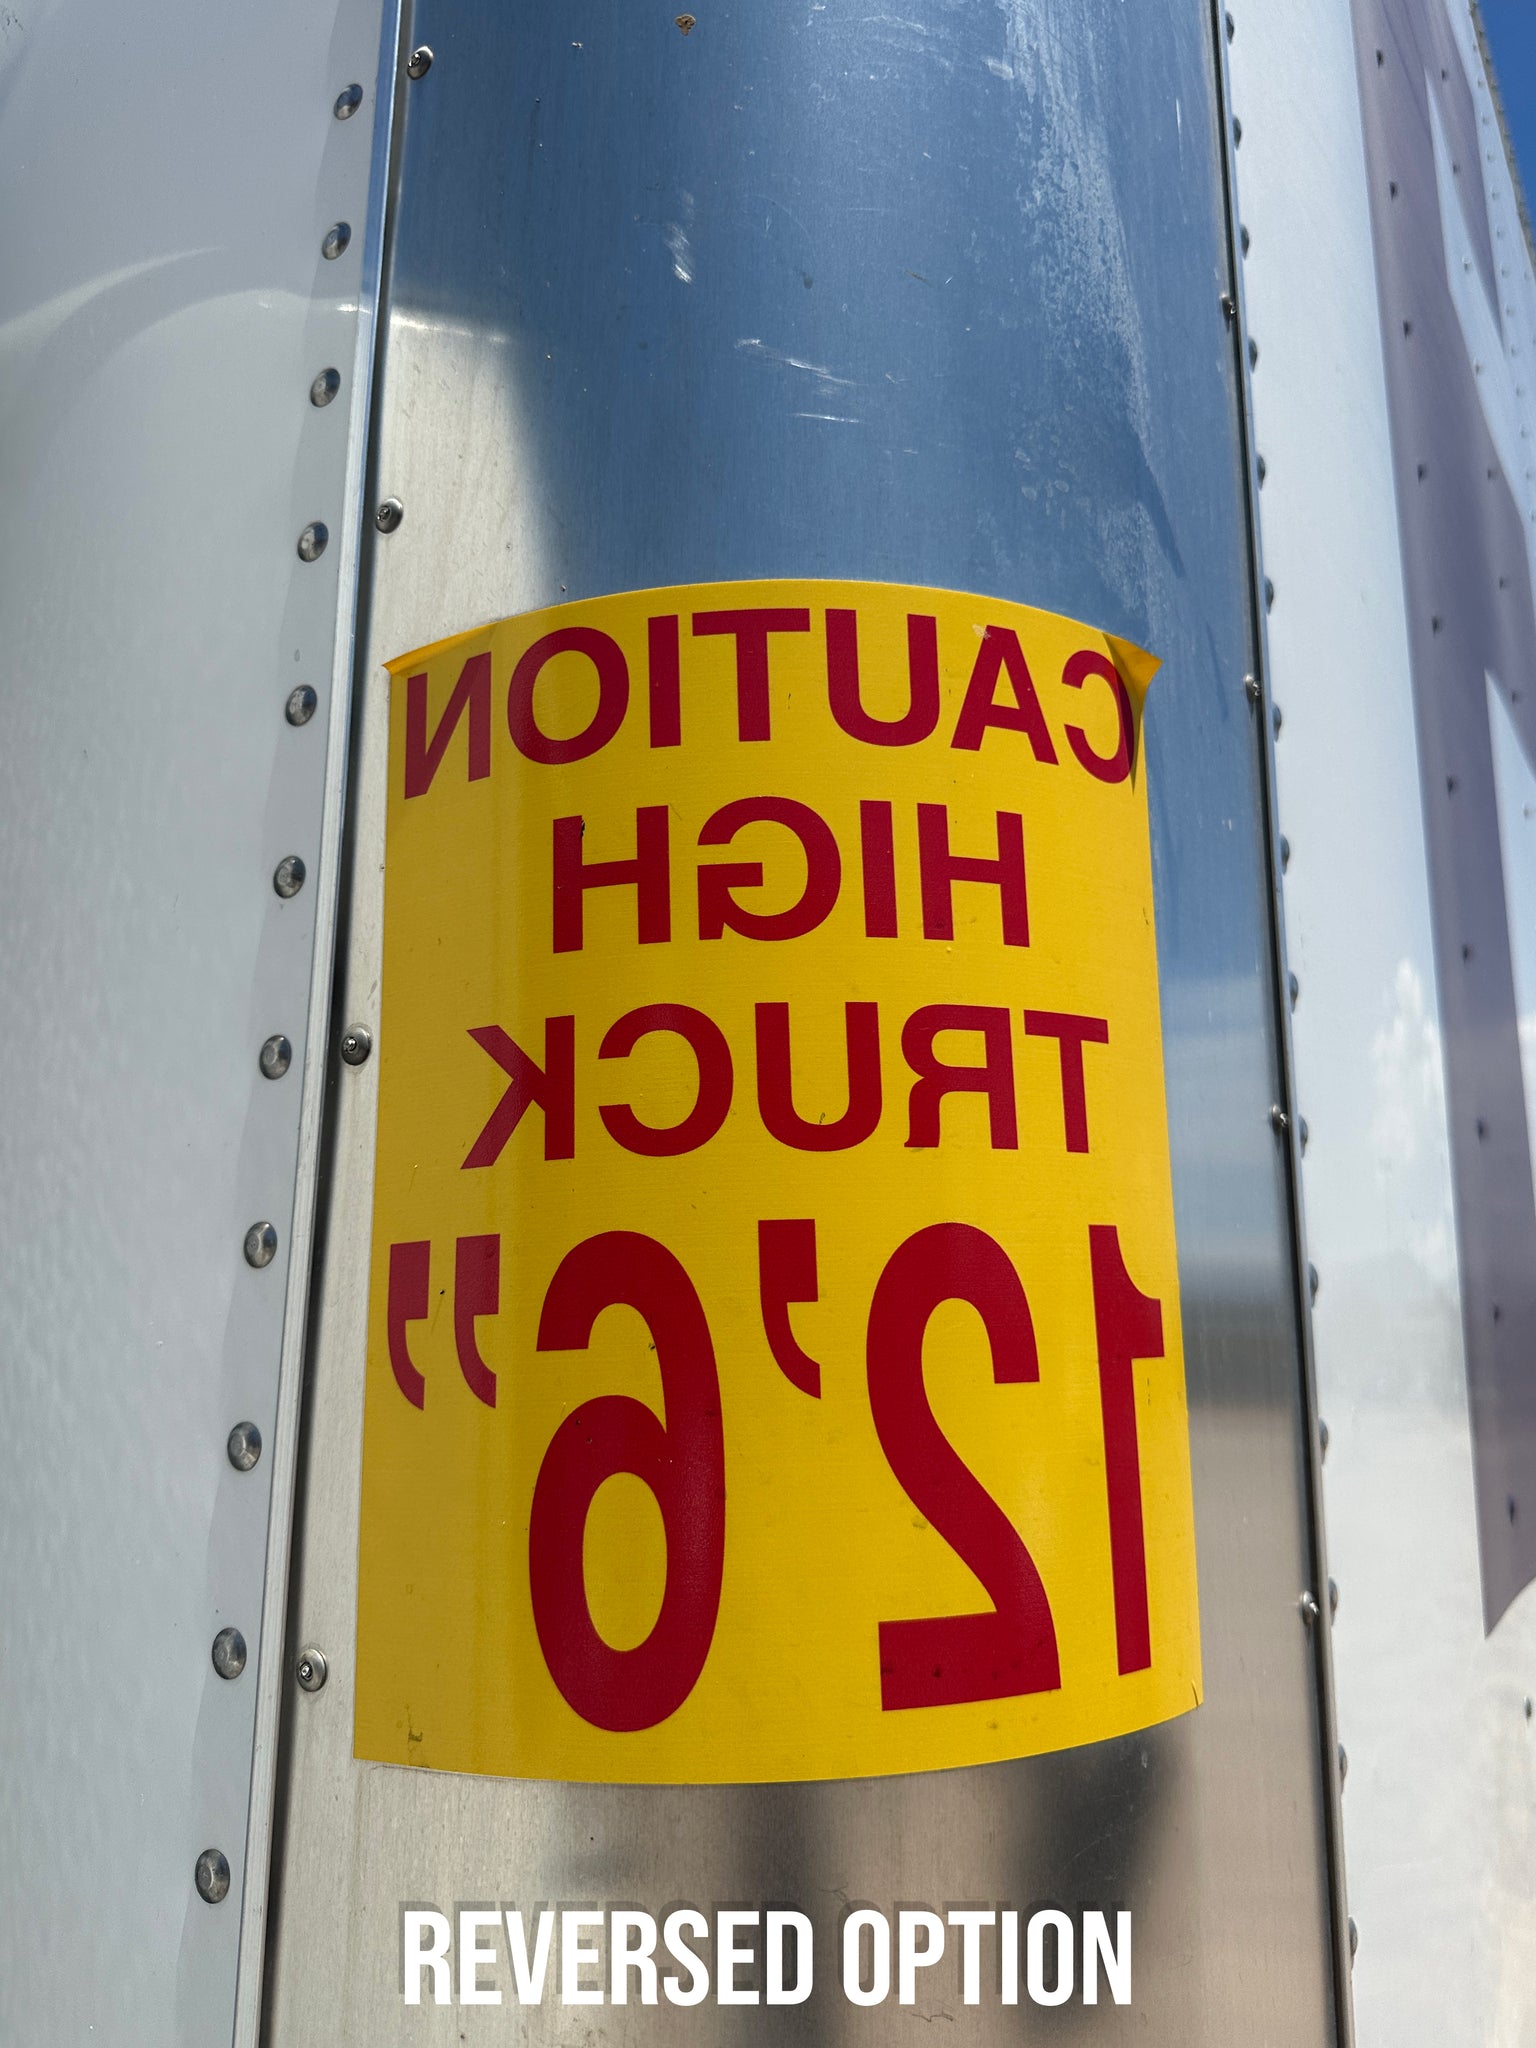 CAUTION
HIGH
TRUCK
12’6”
REVERSED OPTION